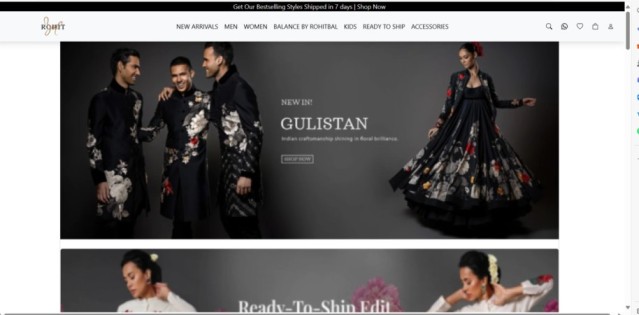 Get Our Bestselling Styles Shipped in 7 days | Shop Now
NEW ARRIVALS MEN WOMEN BALANCE BY ROHITBAL KIDS READY TO SHIP ACCESSORIES
NEW IN!
GULISTAN
Indian craftsmanship shining in floral brilliance.
SHOP NOW
Ready-To-Ship Edit